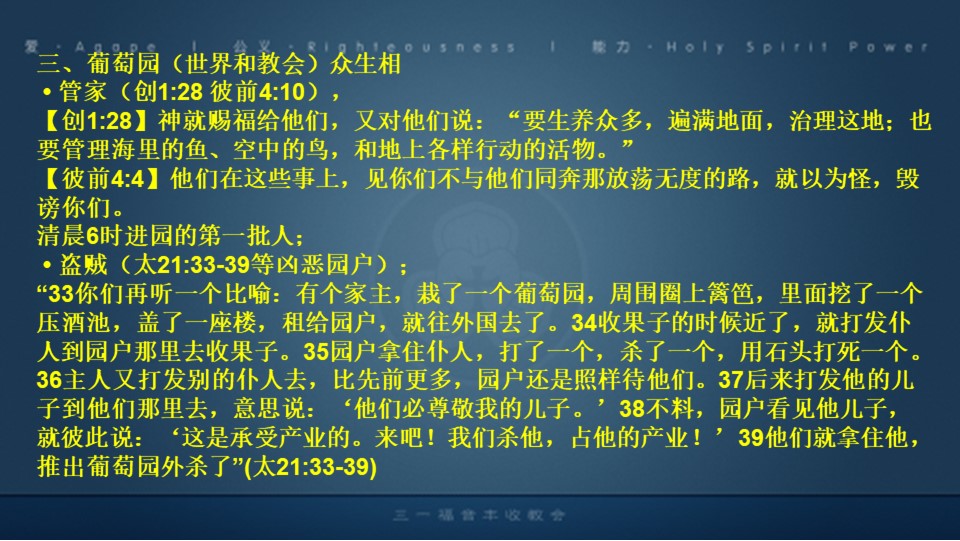 爱·Agape | 公义·Righteousness | 能力·Holy Spirit Power
三、葡萄园（世界和教会）众生相
•管家（创1:28 彼前4:10），
【创1:28】神就赐福给他们，又对他们说：“要生养众多，遍满地面，治理这地；也
要管理海里的鱼、空中的鸟，和地上各样行动的活物。”
【彼前4:4】他们在这些事上，见你们不与他们同奔那放荡无度的路，就以为怪，毁
谤你们。
清晨6时进园的第一批人；
•盗贼（太21:33-39等凶恶园户）；
“33你们再听一个比喻：有个家主，栽了一个葡萄园，周围圈上篱笆，里面挖了一个
压酒池，盖了一座楼，租给园户，就往外国去了。34收果子的时候近了，就打发仆
人到园户那里去收果子。35园户拿住仆人，打了一个，杀了一个，用石头打死一个。
36主人又打发别的仆人去，比先前更多，园户还是照样待他们。37后来打发他的儿
子到他们那里去，意思说：‘他们必尊敬我的儿子。’38不料，园户看见他儿子，
就彼此说：‘这是承受产业的。来吧！我们杀他，占他的产业！’39他们就拿住他，
推出葡萄园外杀了”(太21:33-39)
三一福音丰收教会